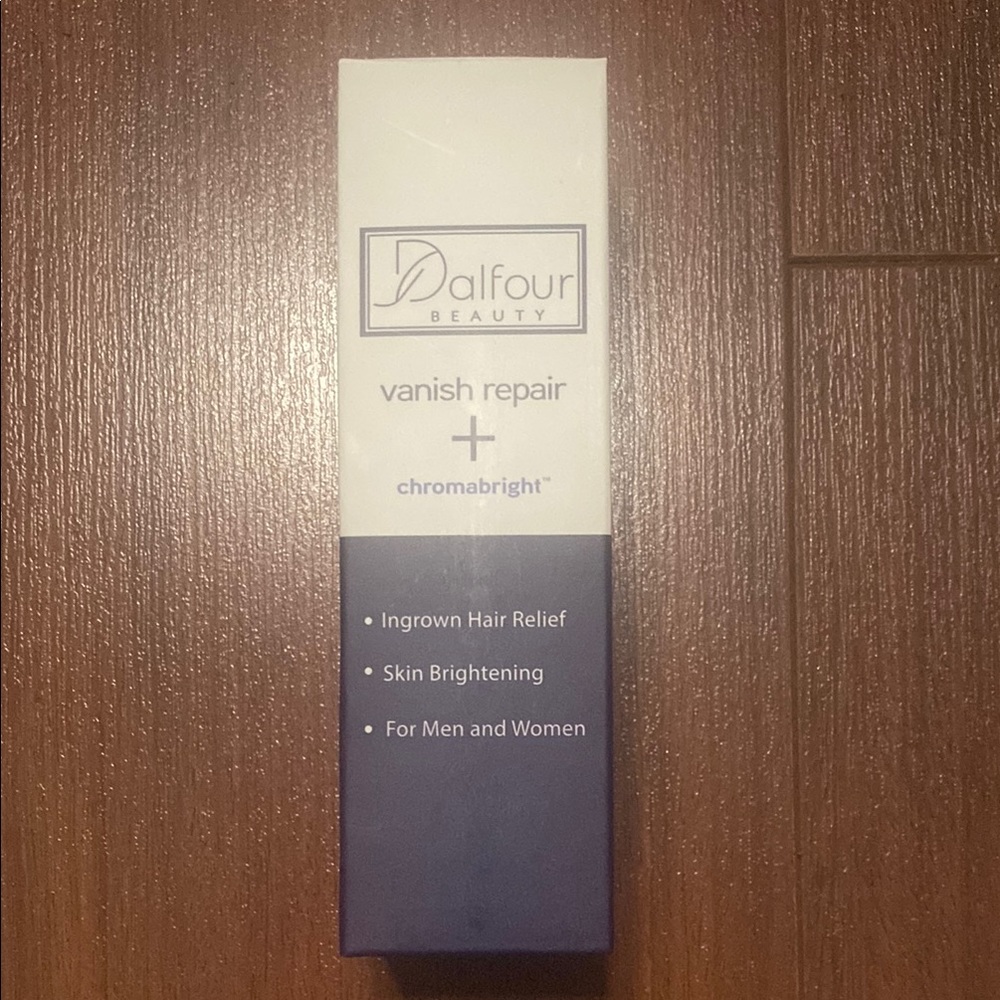 Dalfour
BEAUTY
vanish repair
+
chromabright™
• Ingrown Hair Relief
• Skin Brightening
• For Men and Women